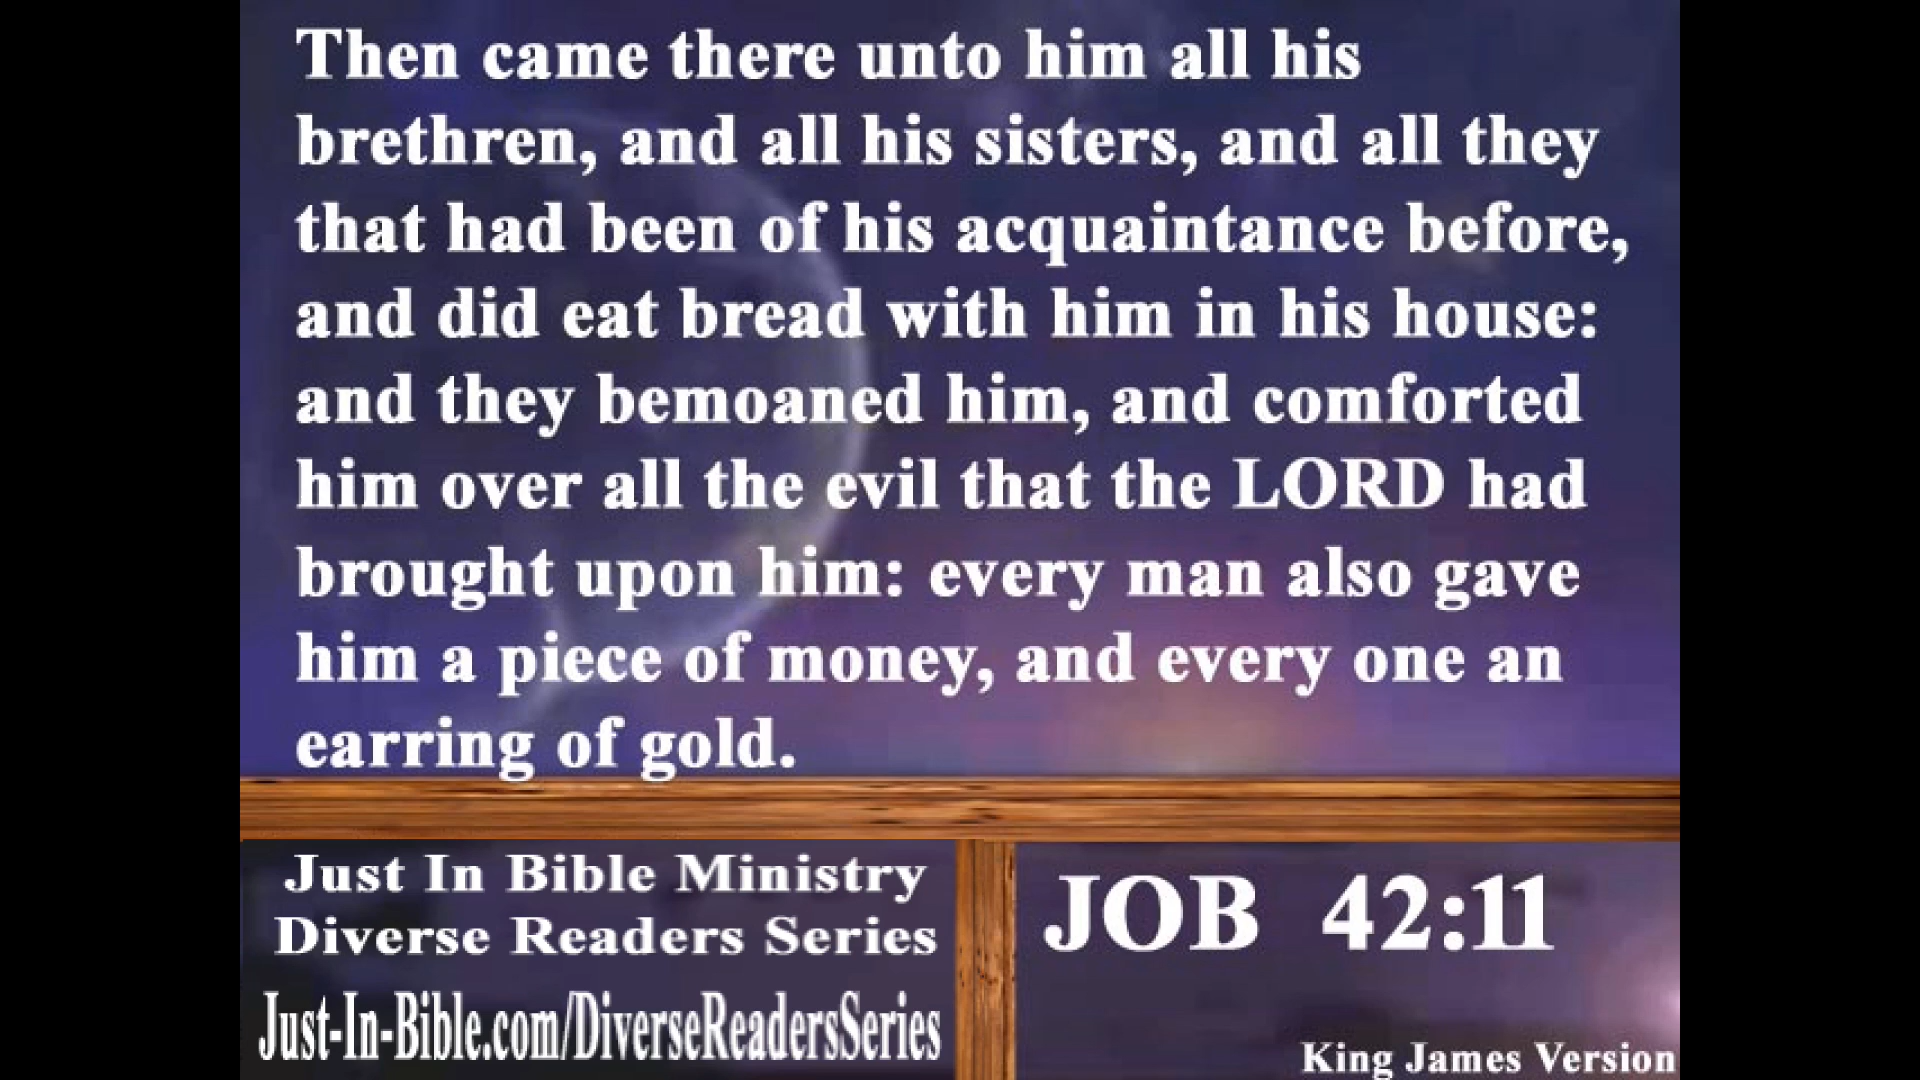 Then came there unto him all his
brethren, and all his sisters, and all they
that had been of his acquaintance before,
and did eat bread with him in his house:
and they bemoaned him, and comforted
him over all the evil that the LORD had
brought upon him: every man also gave
him a piece of money, and every one an
earring of gold.
Just In Bible Ministry
Diverse Readers Series
Just-In-Bible.com/DiverseReadersSeries
JOB 42:11
King James Version